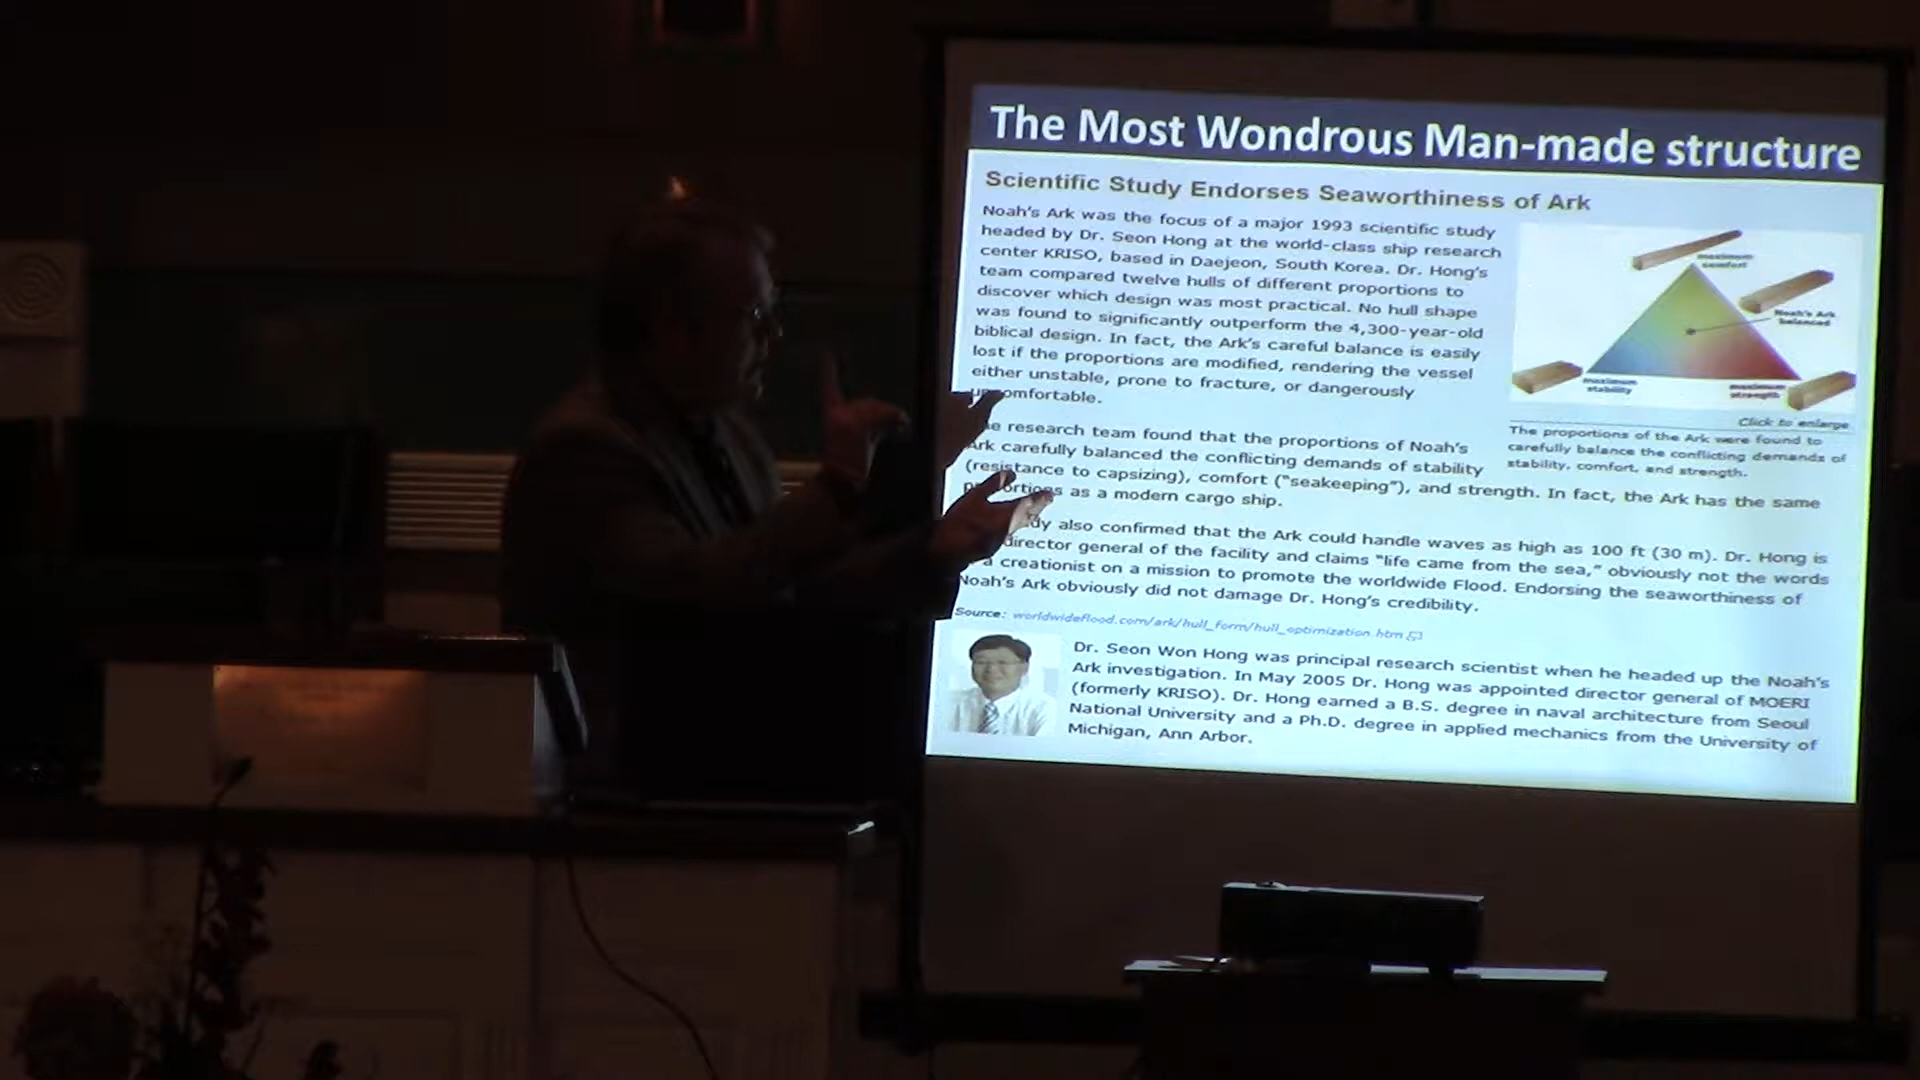 The Most Wondrous Man-made structure
Scientific Study Endorses Seaworthiness of Ark
Noah's Ark was the focus of a major 1993 scientific study
headed by Dr. Seon Hong at the world-class ship research
center KRISO, based in Daejeon, South Korea. Dr. Hong's
team compared twelve hulls of different proportions to
discover which design was most practical. No hull shape
was found to significantly outperform the 4,300-year-old
biblical design. In fact, the Ark's careful balance is easily
lost if the proportions are modified, rendering the vessel
either unstable, prone to fracture, or dangerously
omfortable.
maximum comfort
Noah's Ark balanced
maximum stability
maximum strength
Click to enlarge
The proportions of the Ark were found to
carefully balance the conflicting demands of
stability, comfort, and strength.
e research team found that the proportions of Noah's
Ark carefully balanced the conflicting demands of stability
(resistance to capsizing), comfort ("seakeeping"), and strength. In fact, the Ark has the same
portions as a modern cargo ship.
dy also confirmed that the Ark could handle waves as high as 100 ft (30 m). Dr. Hong is
director general of the facility and claims "life came from the sea," obviously not the words
a creationist on a mission to promote the worldwide Flood. Endorsing the seaworthiness of
Noah's Ark obviously did not damage Dr. Hong's credibility.
Source: worldwideflood.com/ark/hull_form/hull_optimization.htm
Dr. Seon Won Hong was principal research scientist when he headed up the Noah's
Ark investigation. In May 2005 Dr. Hong was appointed director general of MOERI
(formerly KRISO). Dr. Hong earned a B.S. degree in naval architecture from Seoul
National University and a Ph.D. degree in applied mechanics from the University of
Michigan, Ann Arbor.